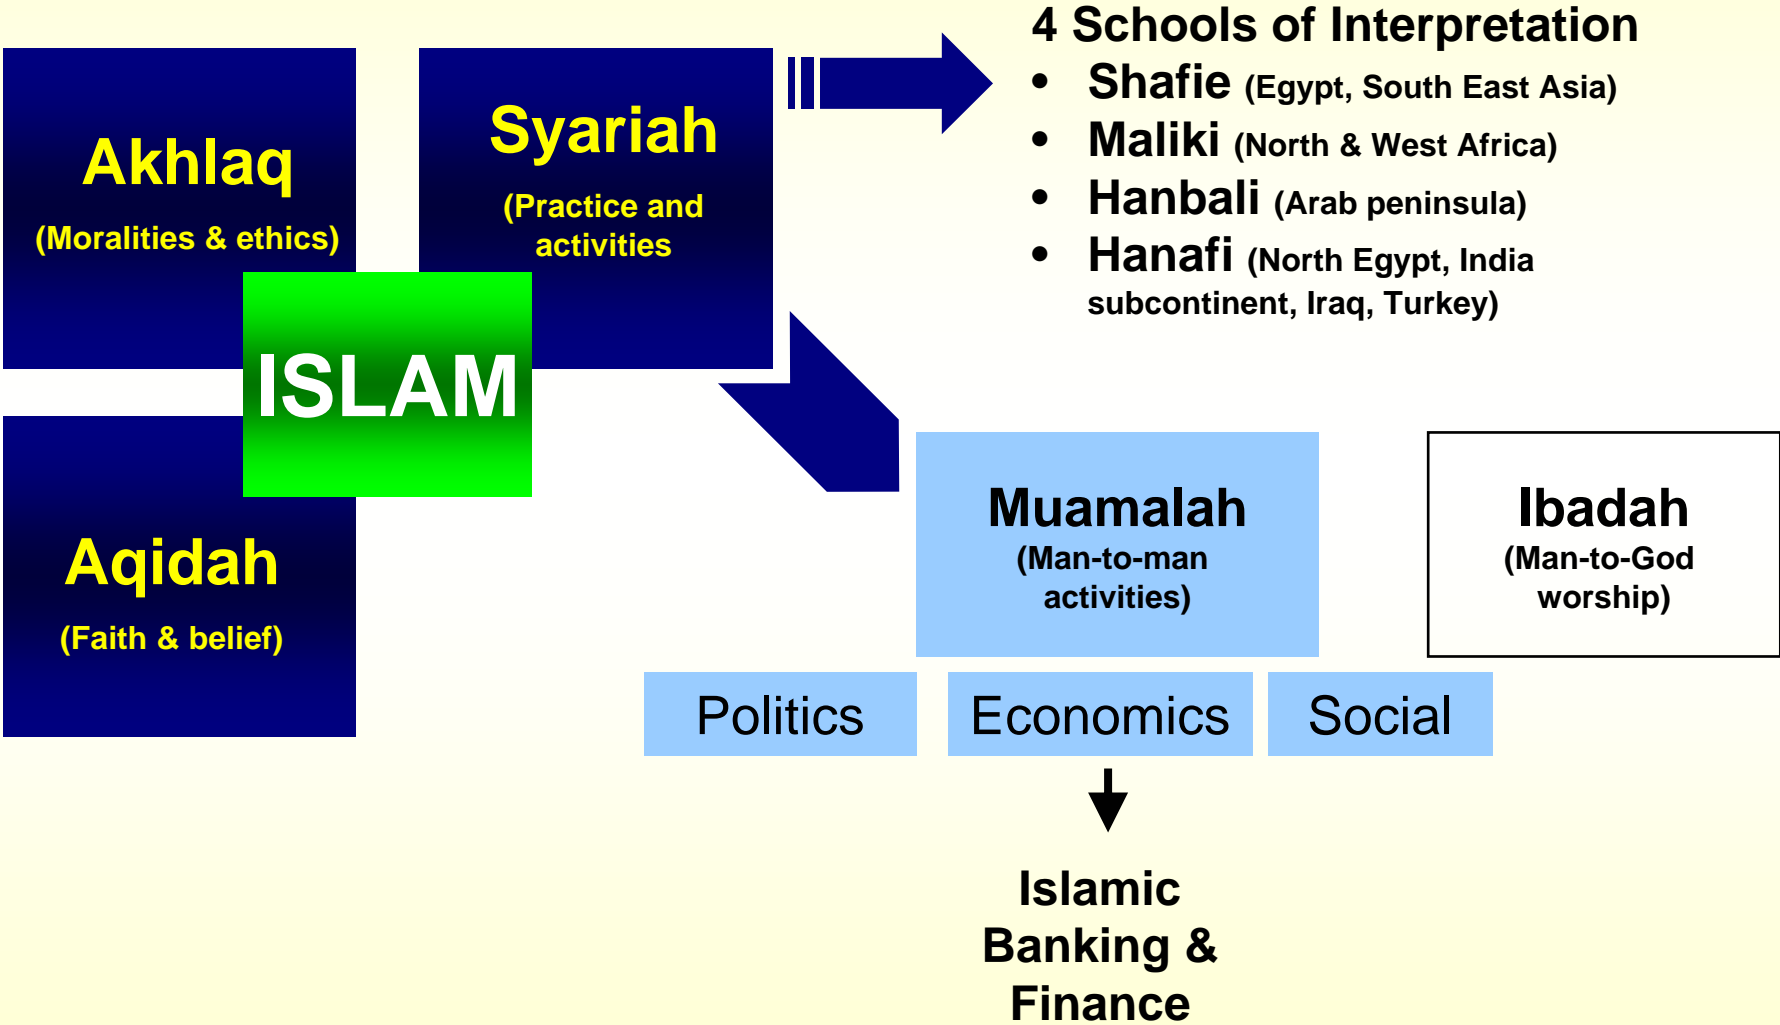 Akhlaq
(Moralities & ethics)
Syariah
(Practice and
activities
ISLAM
Aqidah
(Faith & belief)
4 Schools of Interpretation
• Shafie (Egypt, South East Asia)
• Maliki (North & West Africa)
• Hanbali (Arab peninsula)
• Hanafi (North Egypt, India
subcontinent, Iraq, Turkey)
Muamalah
(Man-to-man
activities)
Ibadah
(Man-to-God
worship)
Politics
Economics
Social
Islamic
Banking &
Finance